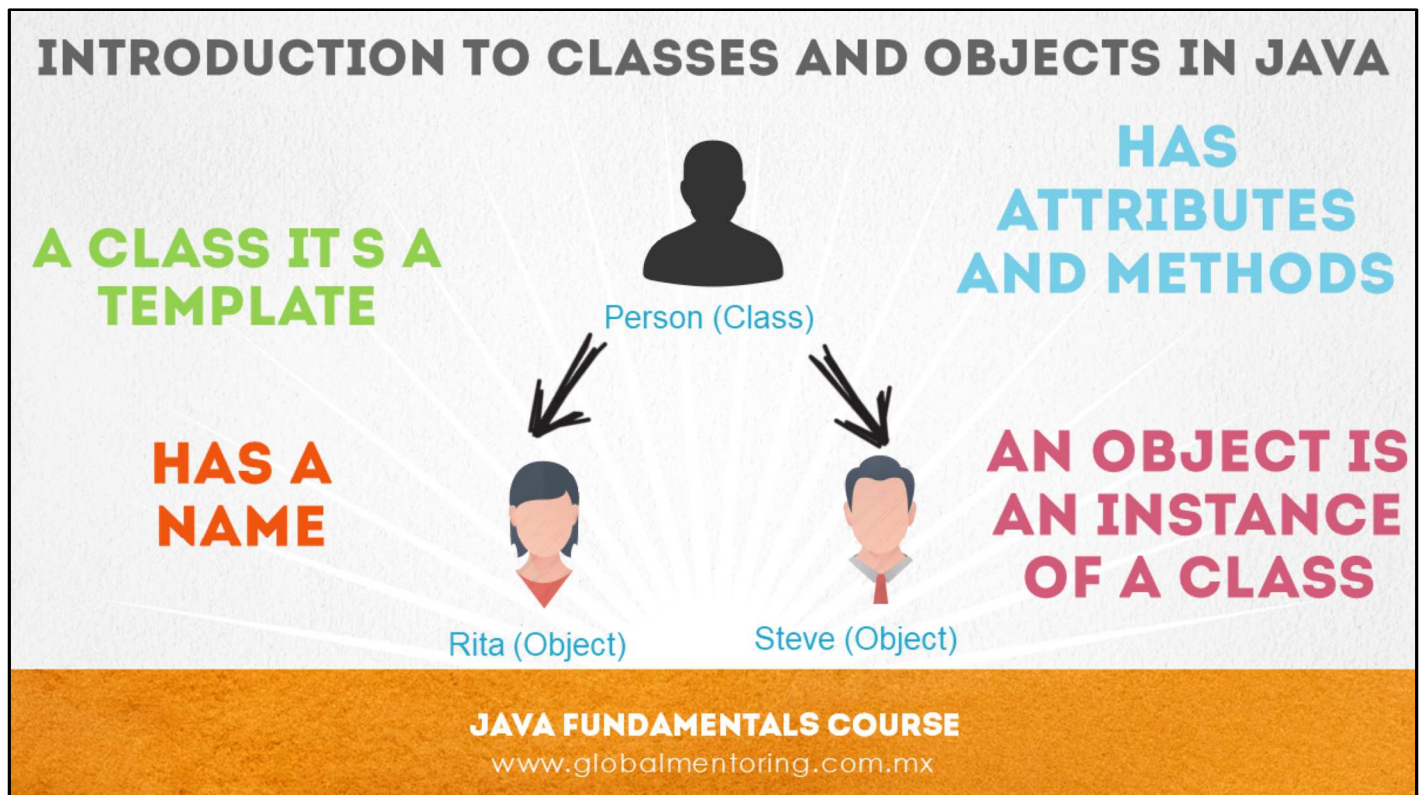 INTRODUCTION TO CLASSES AND OBJECTS IN JAVA
A CLASS IT S A
TEMPLATE
HAS
ATTRIBUTES
AND METHODS
Person (Class)
HAS A
NAME
AN OBJECT IS
AN INSTANCE
OF A CLASS
Rita (Object)
Steve (Object)
JAVA FUNDAMENTALS COURSE
www.globalmentoring.com.mx